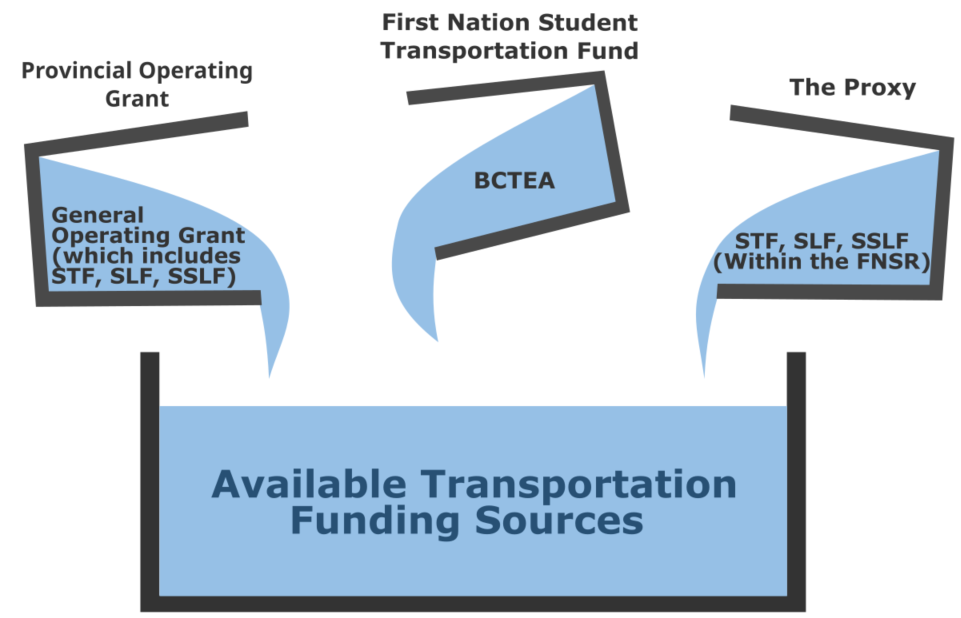 First Nation Student
Transportation Fund
Provincial Operating
Grant
The Proxy
BCTEA
General
Operating Grant
(which includes
STF, SLF, SSLF)
STF, SLF, SSLF
(Within the FNSR)
Available Transportation
Funding Sources